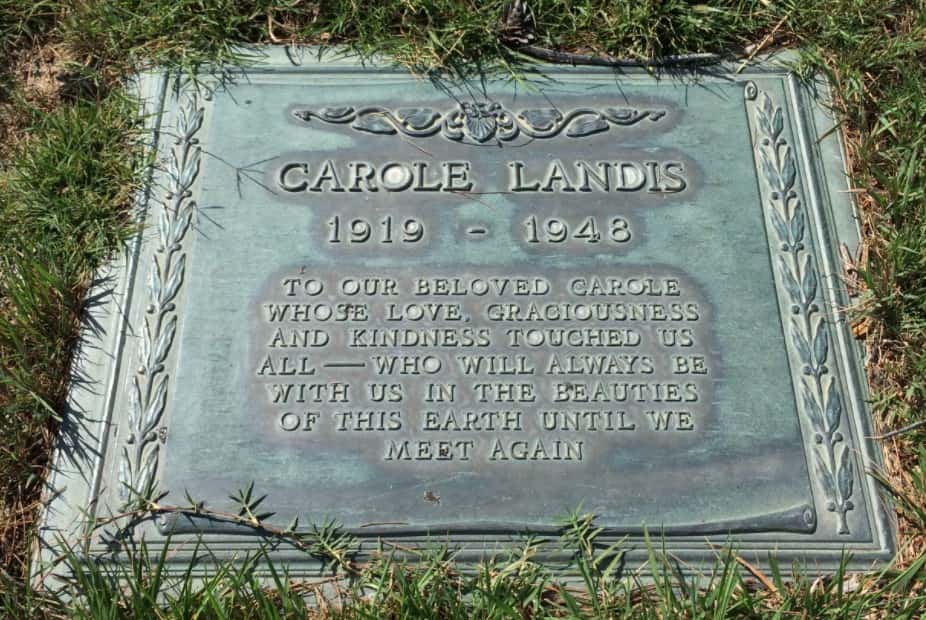 CAROLE LANDIS
1919 - 1948
TO OUR BELOVED CAROLE
WHOSE LOVE, GRACIOUSNESS
AND KINDNESS TOUCHED US
ALL — WHO WILL ALWAYS BE
WITH US IN THE BEAUTIES
OF THIS EARTH UNTIL WE
MEET AGAIN